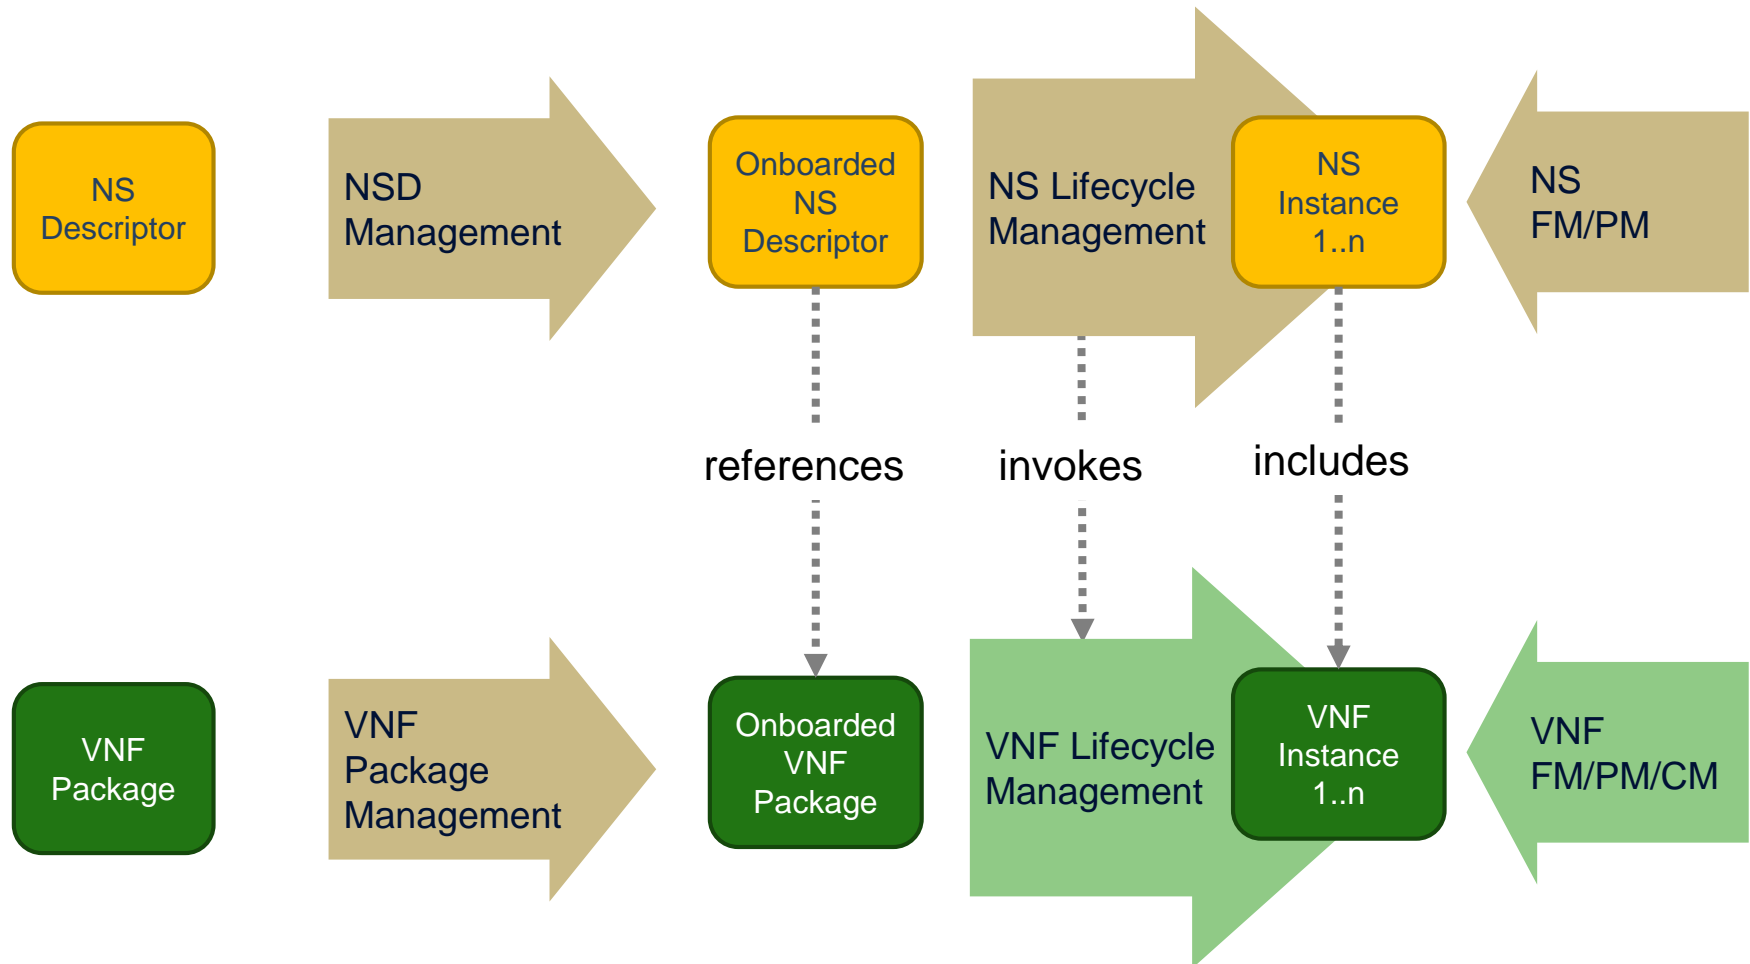 NS
Descriptor
NSD
Management
Onboarded
NS
Descriptor
NS Lifecycle
Management
NS
Instance
1..n
NS
FM/PM
references
invokes
includes
VNF
Package
VNF
Package
Management
Onboarded
VNF
Package
VNF Lifecycle
Management
VNF
Instance
1..n
VNF
FM/PM/CM